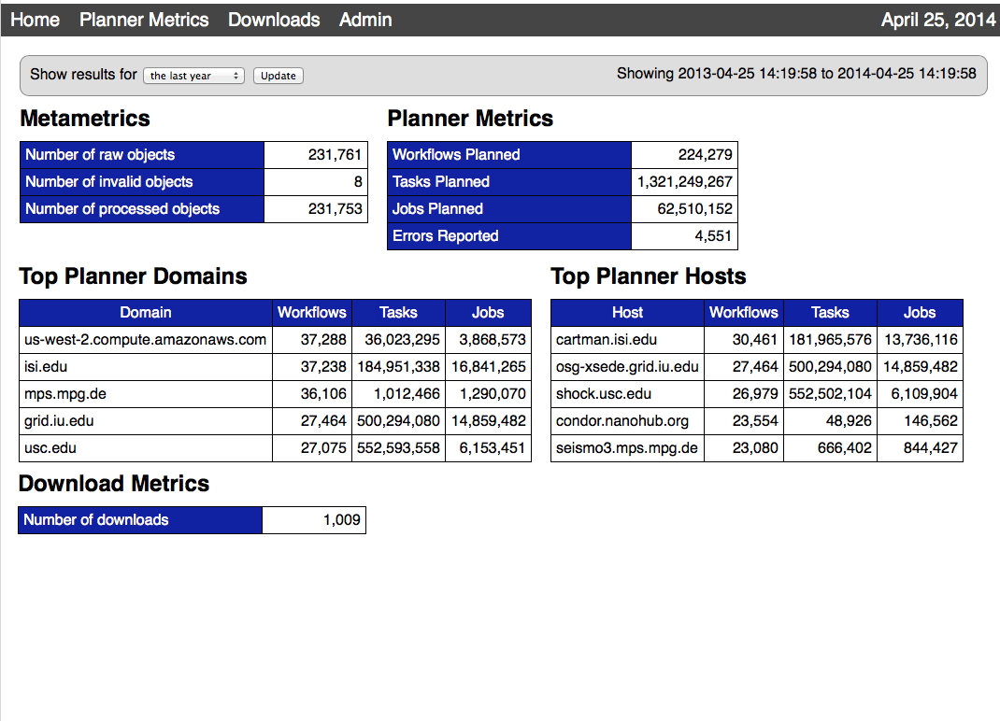 Home Planner Metrics Downloads Admin April 25, 2014
Show results for the last year Update Showing 2013-04-25 14:19:58 to 2014-04-25 14:19:58
Metametrics
Number of raw objects 231,761
Number of invalid objects 8
Number of processed objects 231,753
Planner Metrics
Workflows Planned 224,279
Tasks Planned 1,321,249,267
Jobs Planned 62,510,152
Errors Reported 4,551
Top Planner Domains
Domain Workflows Tasks Jobs
us-west-2.compute.amazonaws.com 37,288 36,023,295 3,868,573
isi.edu 37,238 184,951,338 16,841,265
mps.mpg.de 36,106 1,012,466 1,290,070
grid.iu.edu 27,464 500,294,080 14,859,482
usc.edu 27,075 552,593,558 6,153,451
Top Planner Hosts
Host Workflows Tasks Jobs
cartman.isi.edu 30,461 181,965,576 13,736,116
osg-xsede.grid.iu.edu 27,464 500,294,080 14,859,482
shock.usc.edu 26,979 552,502,104 6,109,904
condor.nanohub.org 23,554 48,926 146,562
seismo3.mps.mpg.de 23,080 666,402 844,427
Download Metrics
Number of downloads 1,009